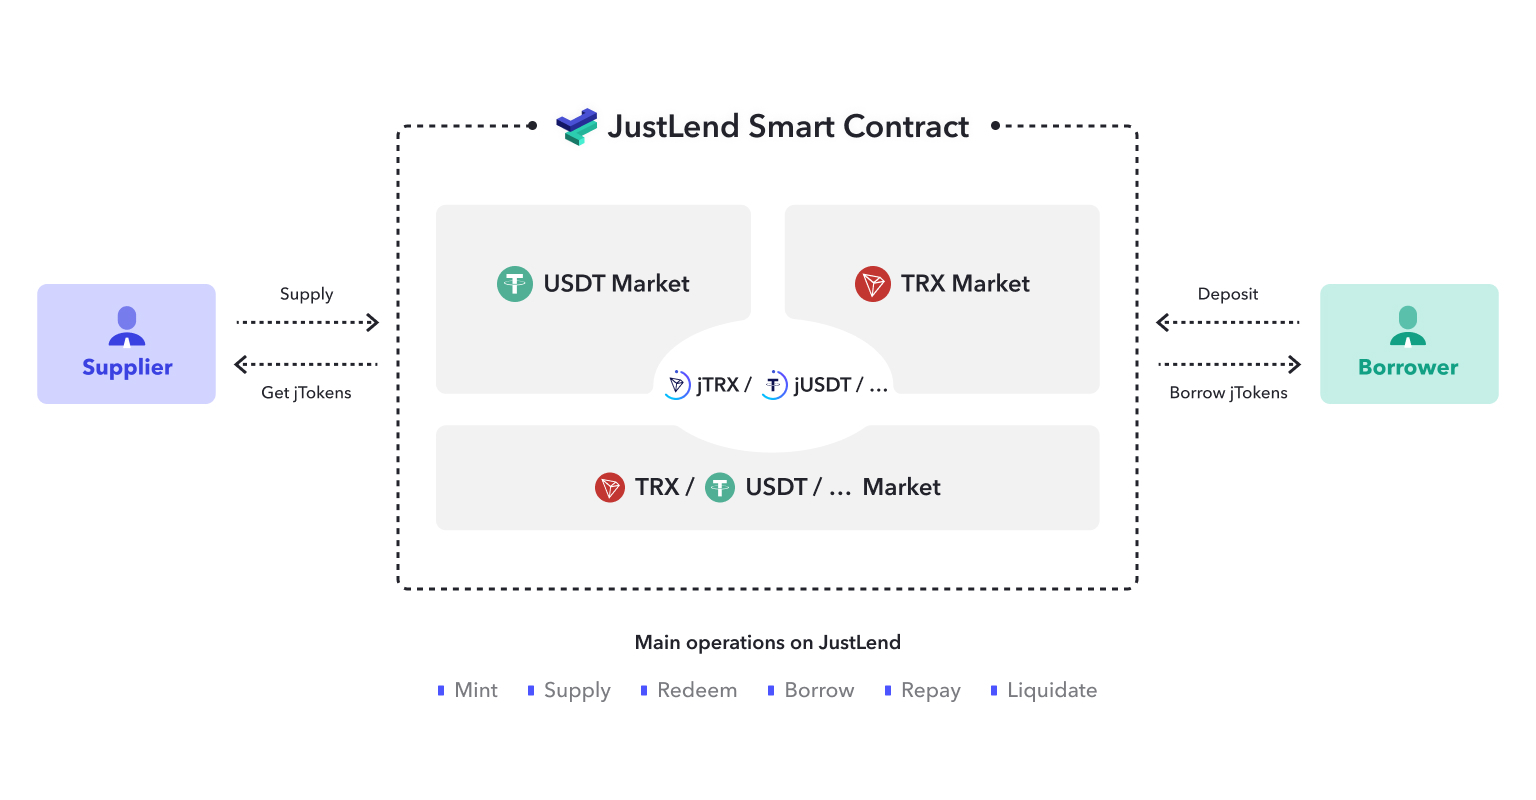 JustLend Smart Contract
USDT Market
TRX Market
Supply
Deposit
Supplier
Borrower
Get jTokens
jTRX / jUSDT / ...
Borrow jTokens
TRX / USDT / ... Market
Main operations on JustLend
Mint Supply Redeem Borrow Repay Liquidate